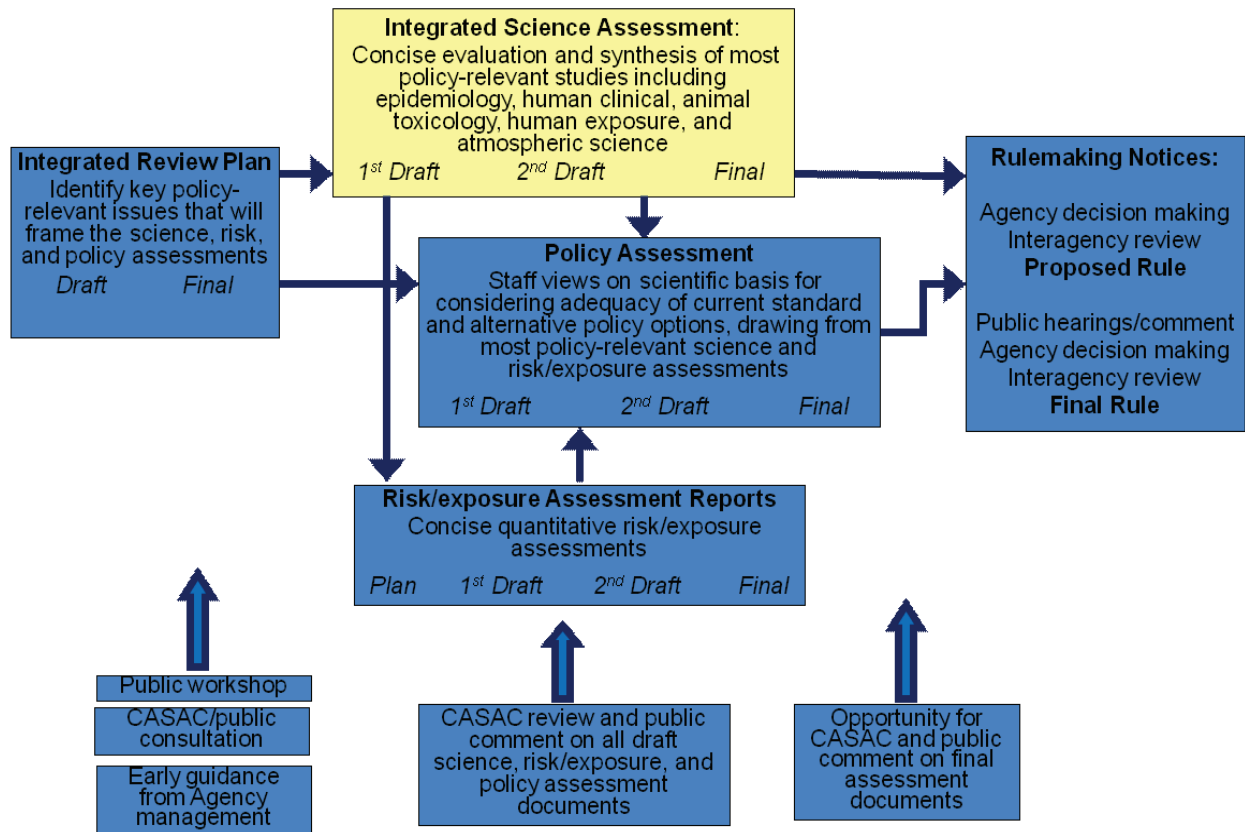 Integrated Science Assessment:
Concise evaluation and synthesis of most
policy-relevant studies including
epidemiology, human clinical, animal
toxicology, human exposure, and
atmospheric science
1st Draft 2nd Draft Final
Integrated Review Plan
Identify key policy-
relevant issues that will
frame the science, risk,
and policy assessments
Draft Final
Policy Assessment
Staff views on scientific basis for
considering adequacy of current standard
and alternative policy options, drawing from
most policy-relevant science and
risk/exposure assessments
1st Draft 2nd Draft Final
Rulemaking Notices:
Agency decision making
Interagency review
Proposed Rule
Public hearings/comment
Agency decision making
Interagency review
Final Rule
Risk/exposure Assessment Reports
Concise quantitative risk/exposure
assessments
Plan 1st Draft 2nd Draft Final
Public workshop
CASAC/public
consultation
Early guidance
from Agency
management
CASAC review and public
comment on all draft
science, risk/exposure, and
policy assessment
documents
Opportunity for
CASAC and public
comment on final
assessment
documents